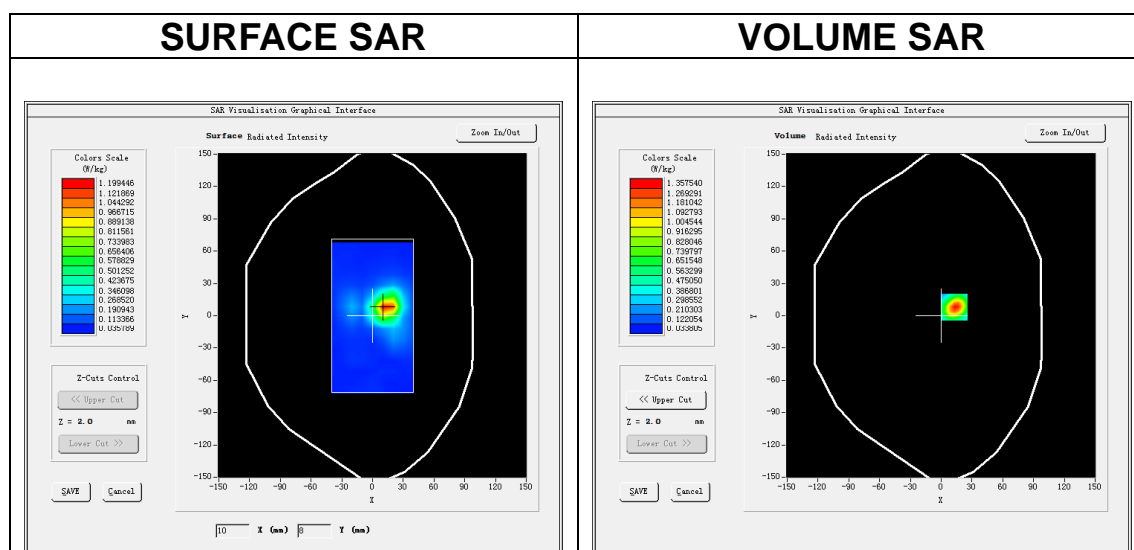 SURFACE SAR
VOLUME SAR
SAR Visualisation Graphical Interface
Surface Radiated Intensity
Zoom In/Out
Colors Scale
(W/kg)
1.199446
1.121869
1.044292
0.966715
0.889138
0.811561
0.733983
0.656406
0.578829
0.501252
0.423675
0.346098
0.268520
0.190943
0.113366
0.035789
150
120
90
60
30
0
-30
-60
-90
-120
-150
Y
-150 -120 -90 -60 -30 0 30 60 90 120 150
X
Z-Cuts Control
<< Upper Cut
Z = 2.0 mm
Lower Cut >>
SAVE Cancel
10 X (mm) 8 Y (mm)
SAR Visualisation Graphical Interface
Volume Radiated Intensity
Zoom In/Out
Colors Scale
(W/kg)
1.357540
1.269291
1.181042
1.092793
1.004544
0.916295
0.828046
0.739797
0.651548
0.563299
0.475050
0.386801
0.298552
0.210303
0.122054
0.033805
150
120
90
60
30
0
-30
-60
-90
-120
-150
Y
-150 -120 -90 -60 -30 0 30 60 90 120 150
X
Z-Cuts Control
<< Upper Cut
Z = 2.0 mm
Lower Cut >>
SAVE Cancel